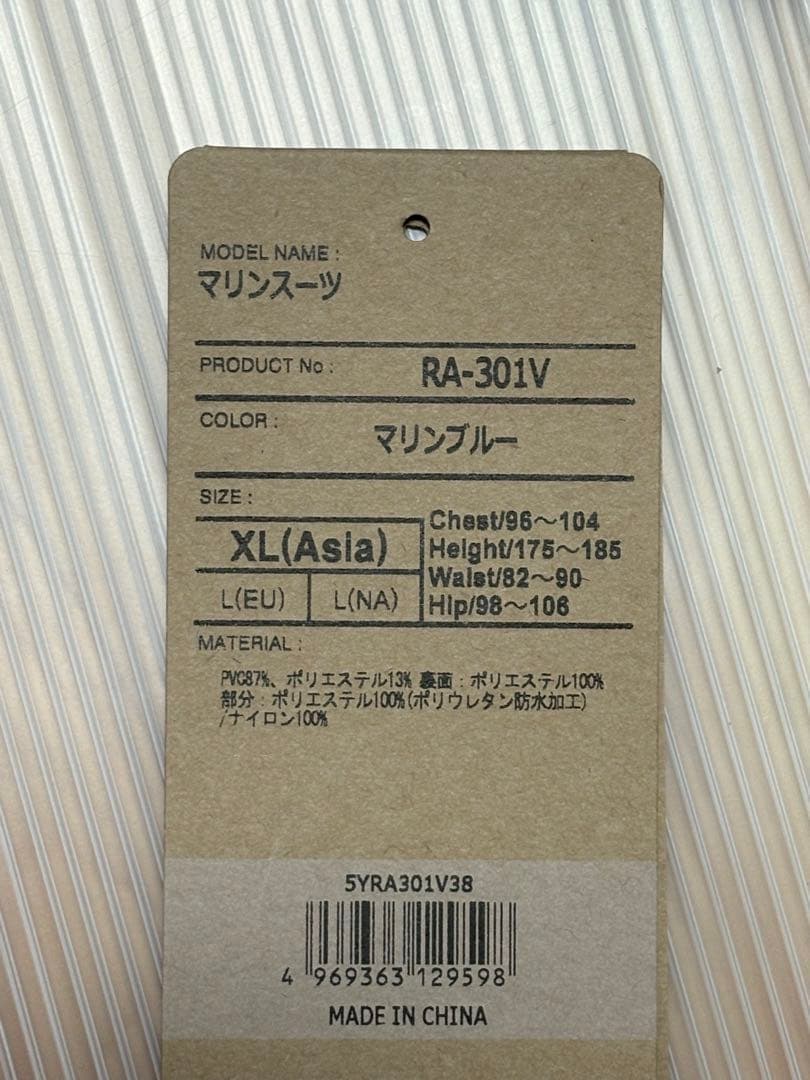 MODEL NAME :
マリンスーツ
PRODUCT No : RA-301V
COLOR :
マリンブルー
SIZE :
XL(Asia)
L(EU) L(NA)
Chest/96～104
Height/175～185
Waist/82～90
Hip/98～106
MATERIAL :
PVC87%、ポリエステル13% 裏面：ポリエステル100%
部分：ポリエステル100%(ポリウレタン防水加工)
/ナイロン100%
5YRA301V38
4 969363 129598
MADE IN CHINA